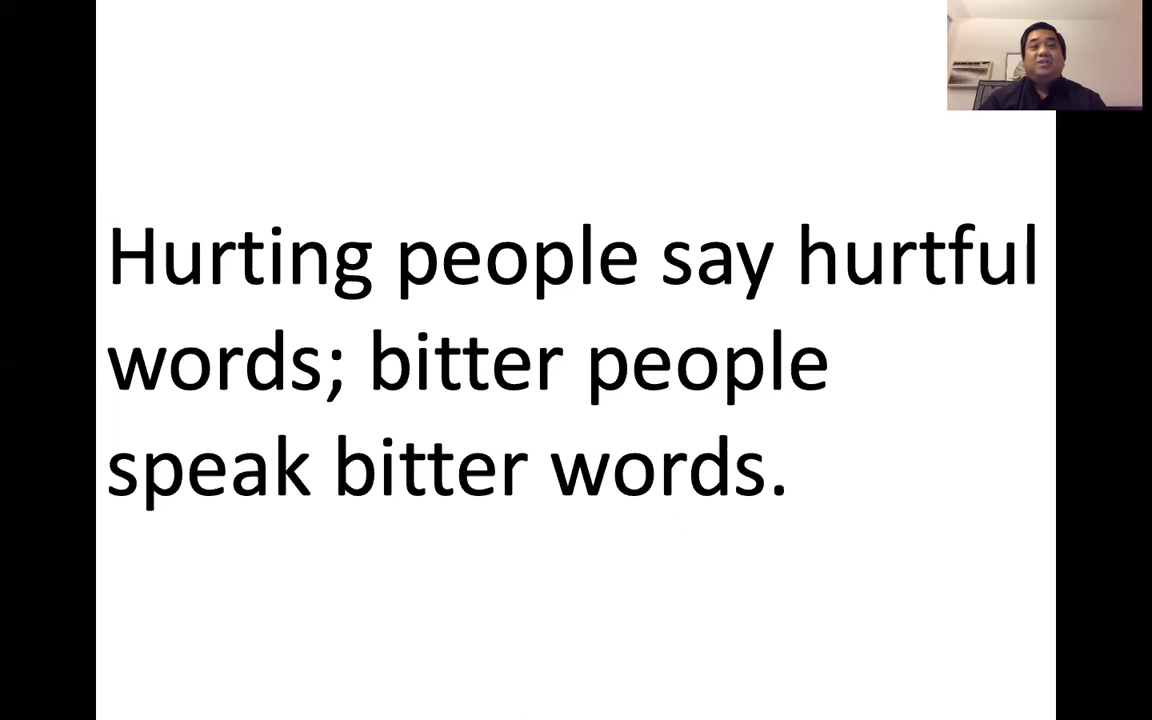 Hurting people say hurtful
words; bitter people
speak bitter words.